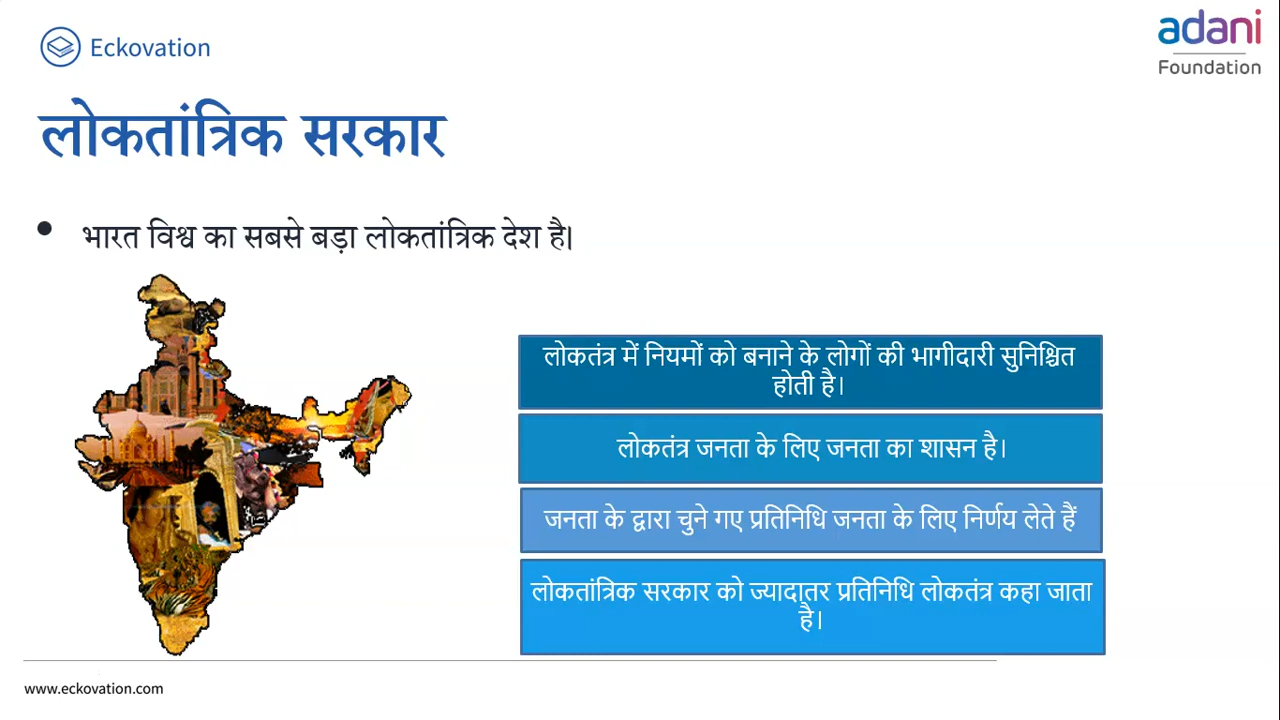 Eckovation
adani
Foundation
लोकतांत्रिक सरकार
• भारत विश्व का सबसे बड़ा लोकतांत्रिक देश है।
लोकतंत्र में नियमों को बनाने के लोगों की भागीदारी सुनिश्चित
होती है।
लोकतंत्र जनता के लिए जनता का शासन है।
जनता के द्वारा चुने गए प्रतिनिधि जनता के लिए निर्णय लेते हैं
लोकतांत्रिक सरकार को ज्यादातर प्रतिनिधि लोकतंत्र कहा जाता
है।
www.eckovation.com